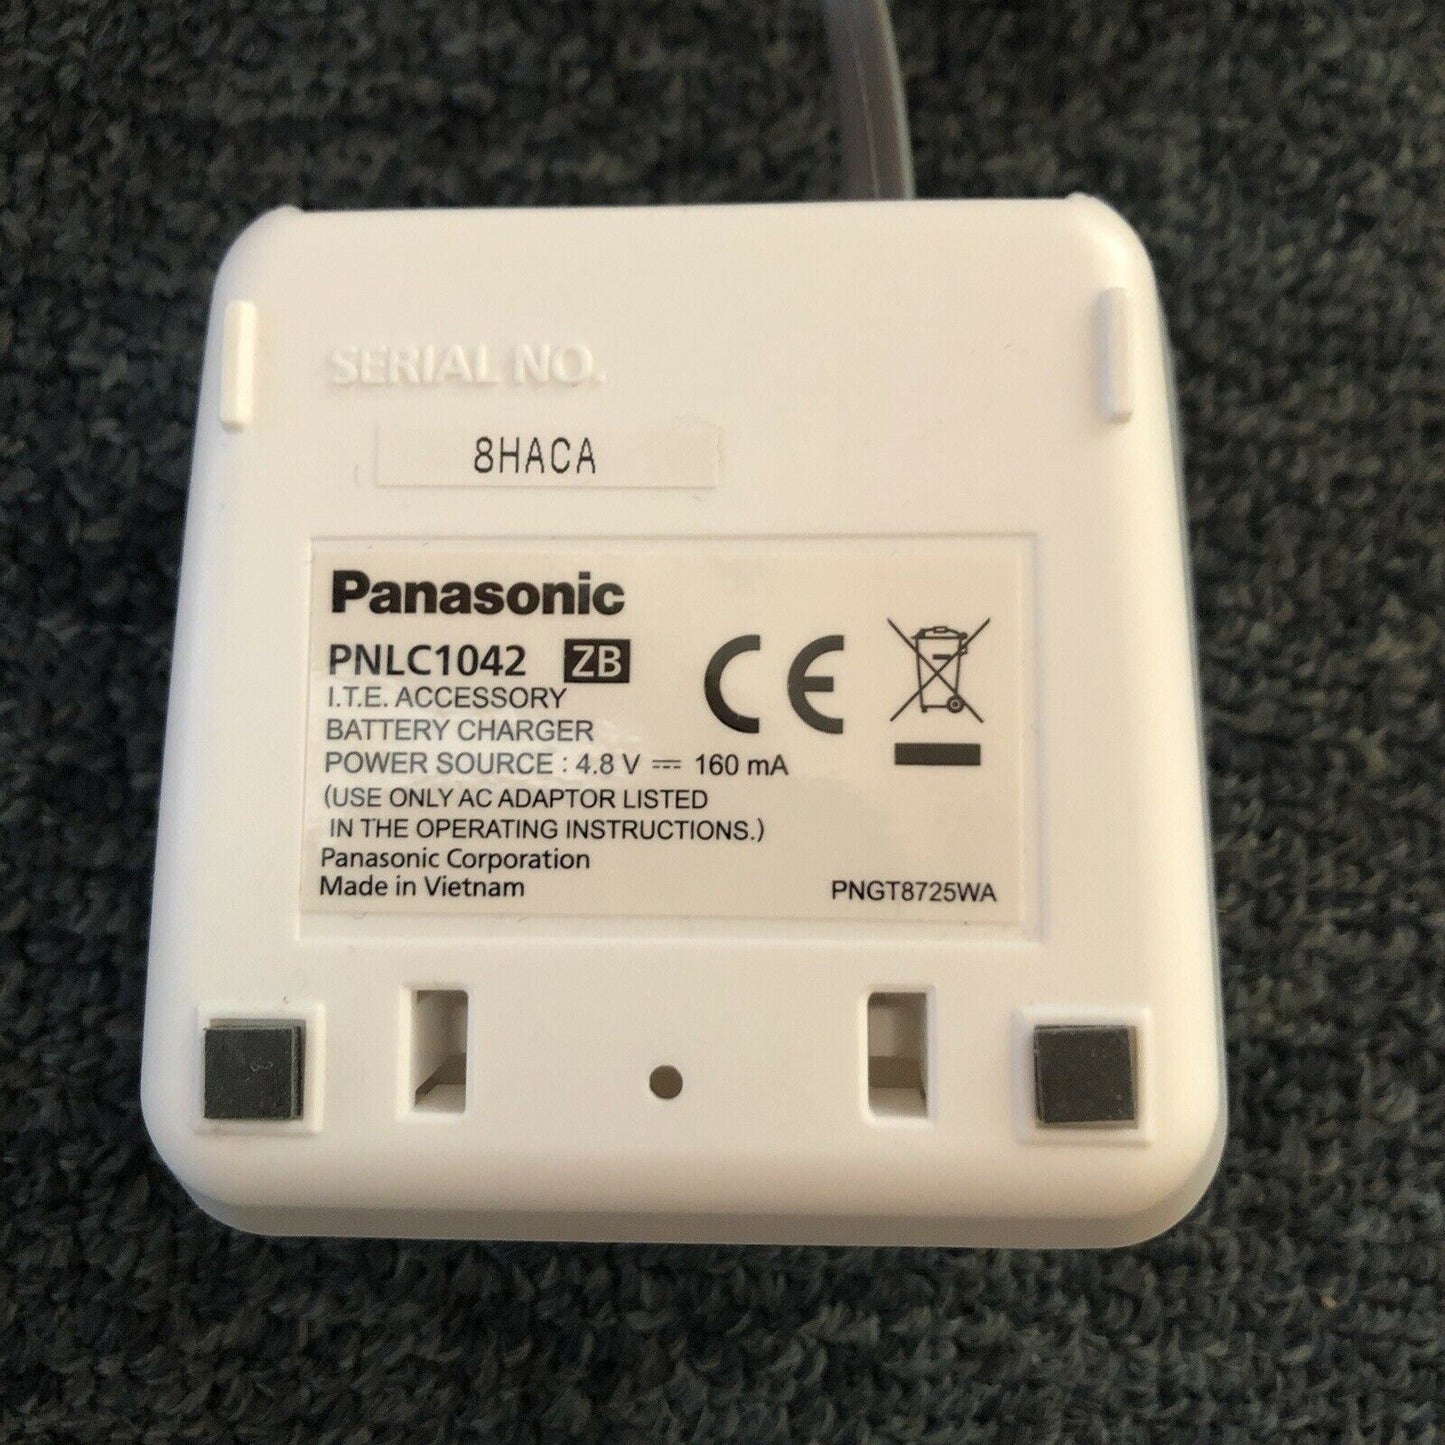 SERIAL NO.
8HACA
Panasonic
PNLC1042 ZB
I.T.E. ACCESSORY
BATTERY CHARGER
POWER SOURCE : 4.8 V ⎓ 160 mA
(USE ONLY AC ADAPTOR LISTED
IN THE OPERATING INSTRUCTIONS.)
Panasonic Corporation
Made in Vietnam
CE
PNGT8725WA